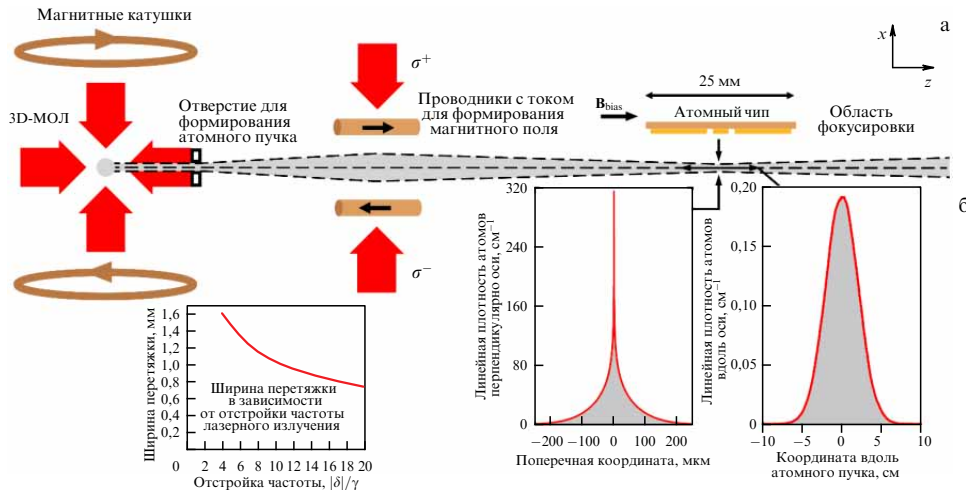 Магнитные катушки
а
x
z
σ⁺
25 мм
3D-МОЛ
Отверстие для
формирования
атомного пучка
Проводники с током
для формирования
магнитного поля
B_bias
Атомный чип
Область
фокусировки
σ⁻
б
Линейная плотность атомов
перпендикулярно оси, см⁻¹
320
240
160
80
0
−200
−100
0
100
200
Поперечная координата, мкм
Линейная плотность атомов
вдоль оси, см⁻¹
0,20
0,15
0,10
0,05
0
−10
−5
0
5
10
Координата вдоль
атомного пучка, см
Ширина перетяжки, мм
1,6
1,4
1,2
1,0
0,8
0,6
0,4
0,2
Ширина перетяжки
в зависимости
от отстройки частоты
лазерного излучения
0 2 4 6 8 10 12 14 16 18 20
Отстройка частоты, |δ|/γ